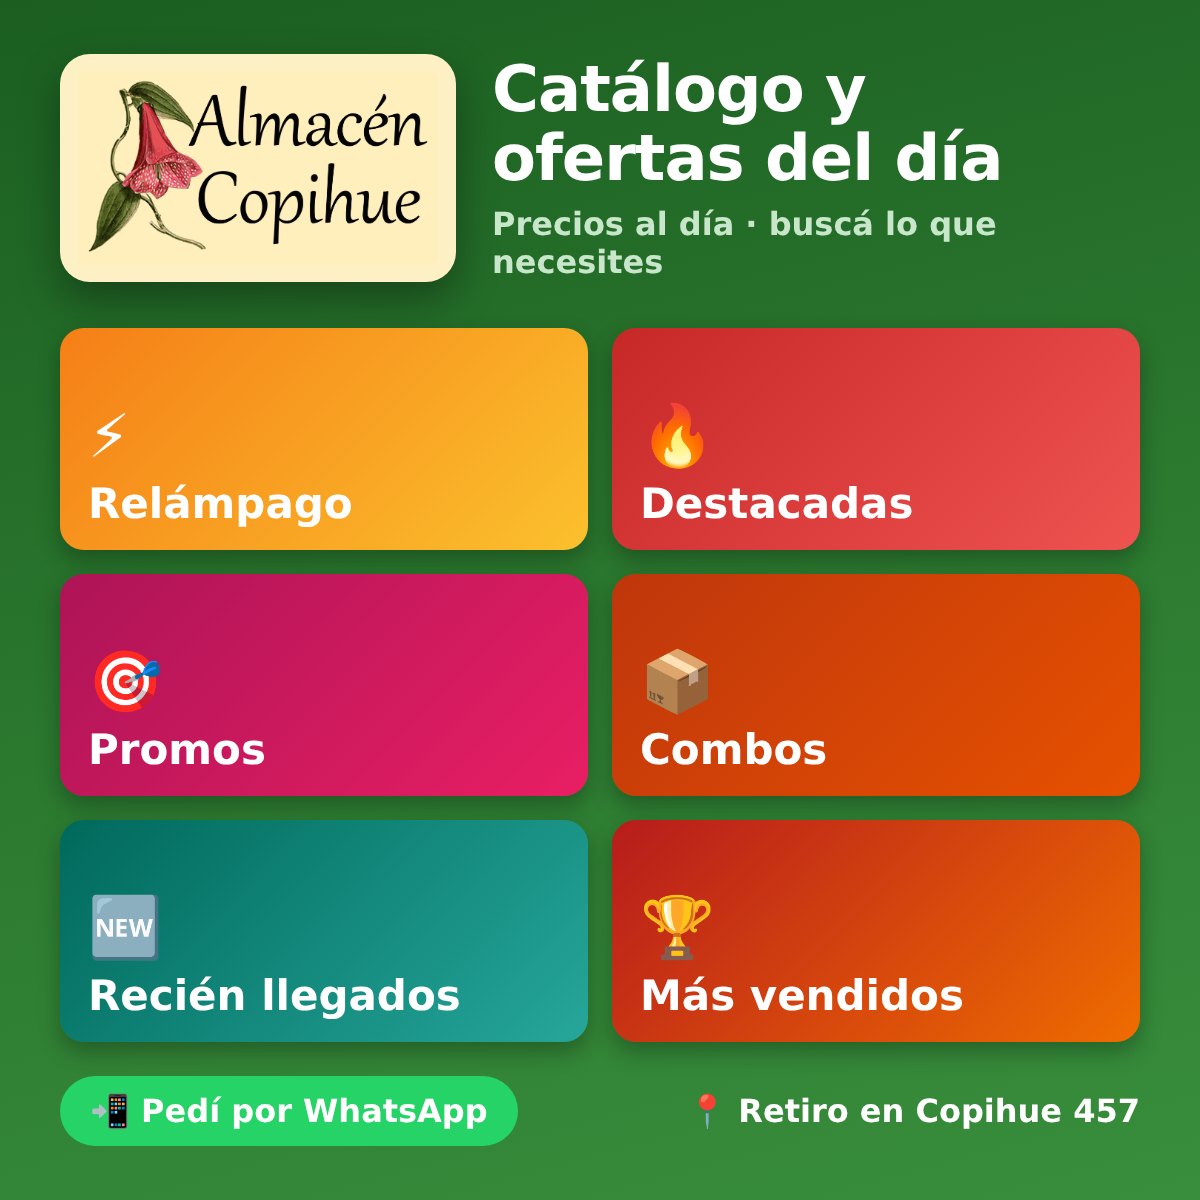 Almacén
Copihue
Catálogo y
ofertas del día
Precios al día · buscá lo que
necesites
⚡
Relámpago
🔥
Destacadas
🎯
Promos
📦
Combos
🆕
Recién llegados
🏆
Más vendidos
📲 Pedí por WhatsApp
📍 Retiro en Copihue 457